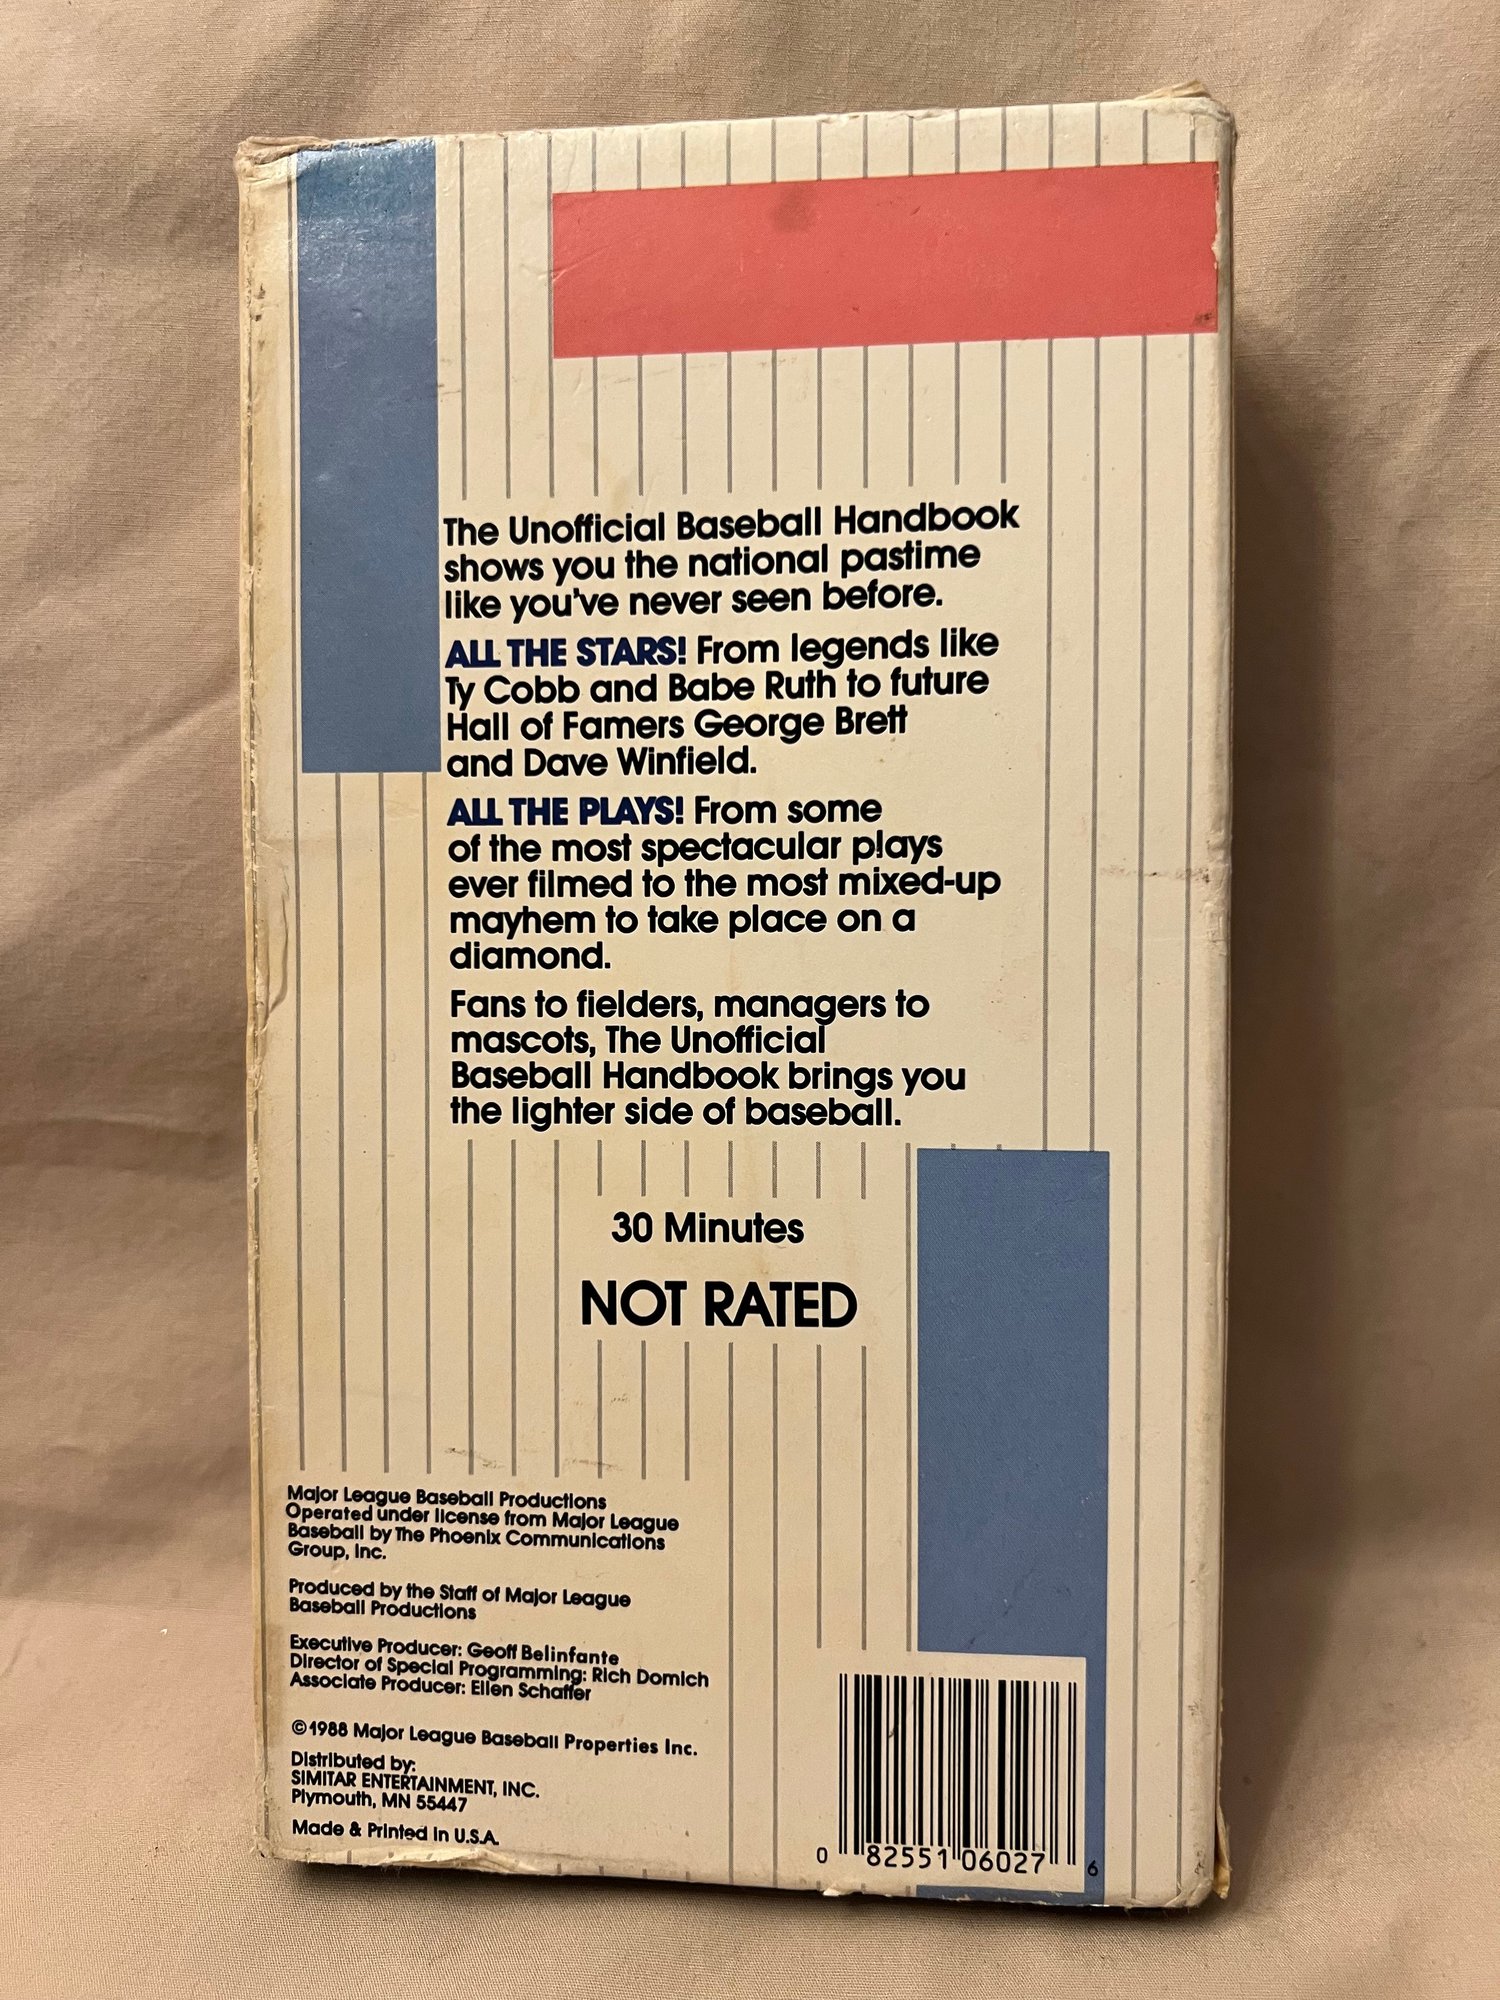 The Unofficial Baseball Handbook
shows you the national pastime
like you've never seen before.
ALL THE STARS! From legends like
Ty Cobb and Babe Ruth to future
Hall of Famers George Brett
and Dave Winfield.
ALL THE PLAYS! From some
of the most spectacular plays
ever filmed to the most mixed-up
mayhem to take place on a
diamond.
Fans to fielders, managers to
mascots, The Unofficial
Baseball Handbook brings you
the lighter side of baseball.
30 Minutes
NOT RATED
Major League Baseball Productions
Operated under license from Major League
Baseball by The Phoenix Communications
Group, Inc.
Produced by the Staff of Major League
Baseball Productions
Executive Producer: Geoff Belinfante
Director of Special Programming: Rich Domich
Associate Producer: Ellen Schaffer
©1988 Major League Baseball Properties Inc.
Distributed by:
SIMITAR ENTERTAINMENT, INC.
Plymouth, MN 55447
Made & Printed in U.S.A.
0 82551 06027 6